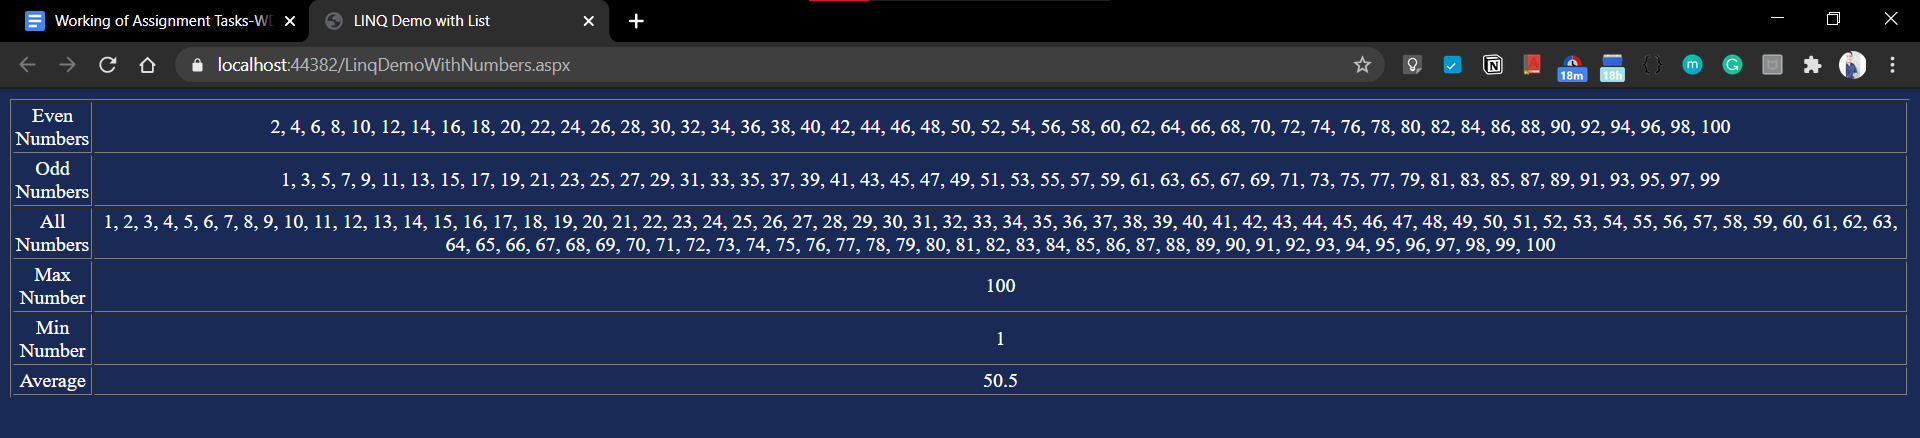 Working of Assignment Tasks-WD
LINQ Demo with List
localhost:44382/LinqDemoWithNumbers.aspx
18m
18h
m
Even
Numbers
2, 4, 6, 8, 10, 12, 14, 16, 18, 20, 22, 24, 26, 28, 30, 32, 34, 36, 38, 40, 42, 44, 46, 48, 50, 52, 54, 56, 58, 60, 62, 64, 66, 68, 70, 72, 74, 76, 78, 80, 82, 84, 86, 88, 90, 92, 94, 96, 98, 100
Odd
Numbers
1, 3, 5, 7, 9, 11, 13, 15, 17, 19, 21, 23, 25, 27, 29, 31, 33, 35, 37, 39, 41, 43, 45, 47, 49, 51, 53, 55, 57, 59, 61, 63, 65, 67, 69, 71, 73, 75, 77, 79, 81, 83, 85, 87, 89, 91, 93, 95, 97, 99
All
Numbers
1, 2, 3, 4, 5, 6, 7, 8, 9, 10, 11, 12, 13, 14, 15, 16, 17, 18, 19, 20, 21, 22, 23, 24, 25, 26, 27, 28, 29, 30, 31, 32, 33, 34, 35, 36, 37, 38, 39, 40, 41, 42, 43, 44, 45, 46, 47, 48, 49, 50, 51, 52, 53, 54, 55, 56, 57, 58, 59, 60, 61, 62, 63,
64, 65, 66, 67, 68, 69, 70, 71, 72, 73, 74, 75, 76, 77, 78, 79, 80, 81, 82, 83, 84, 85, 86, 87, 88, 89, 90, 91, 92, 93, 94, 95, 96, 97, 98, 99, 100
Max
Number
100
Min
Number
1
Average
50.5